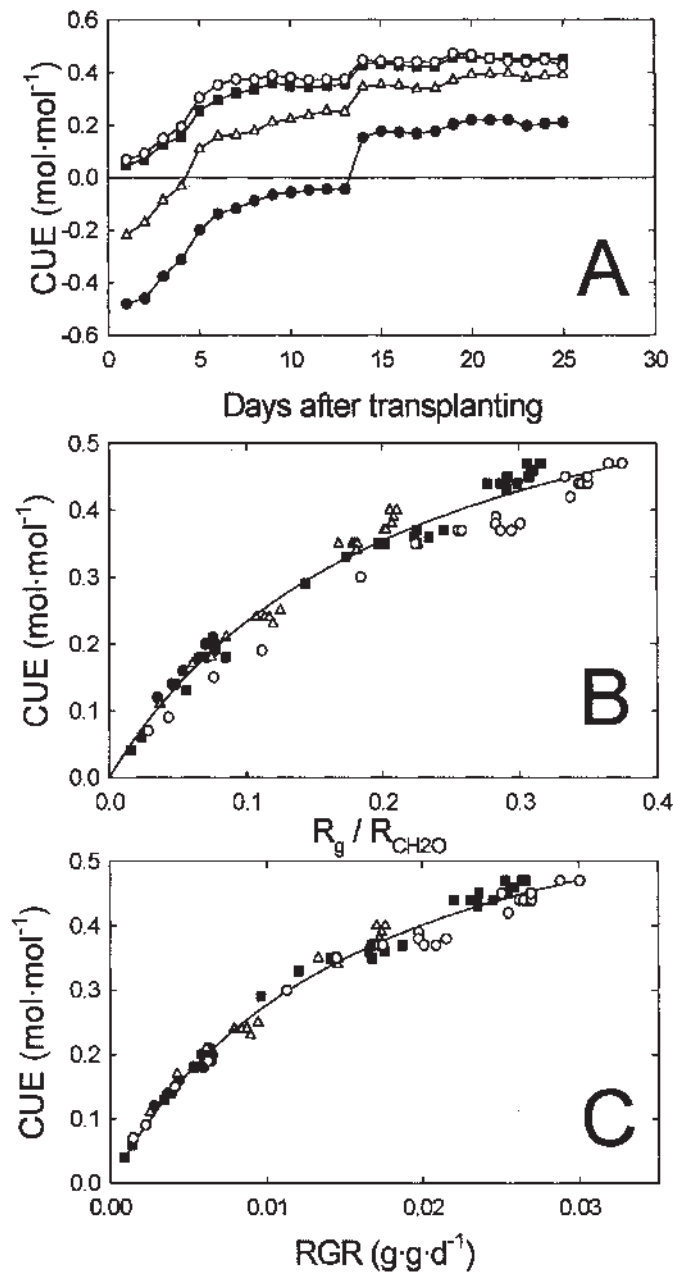 0.6
0.4
0.2
0.0
-0.2
-0.4
-0.6
CUE (mol·mol⁻¹)
A
0 5 10 15 20 25 30
Days after transplanting
0.5
0.4
0.3
0.2
0.1
0.0
CUE (mol·mol⁻¹)
B
0.0 0.1 0.2 0.3 0.4
R_g / R_CH2O
0.5
0.4
0.3
0.2
0.1
0.0
CUE (mol·mol⁻¹)
C
0.00 0.01 0.02 0.03
RGR (g·g·d⁻¹)